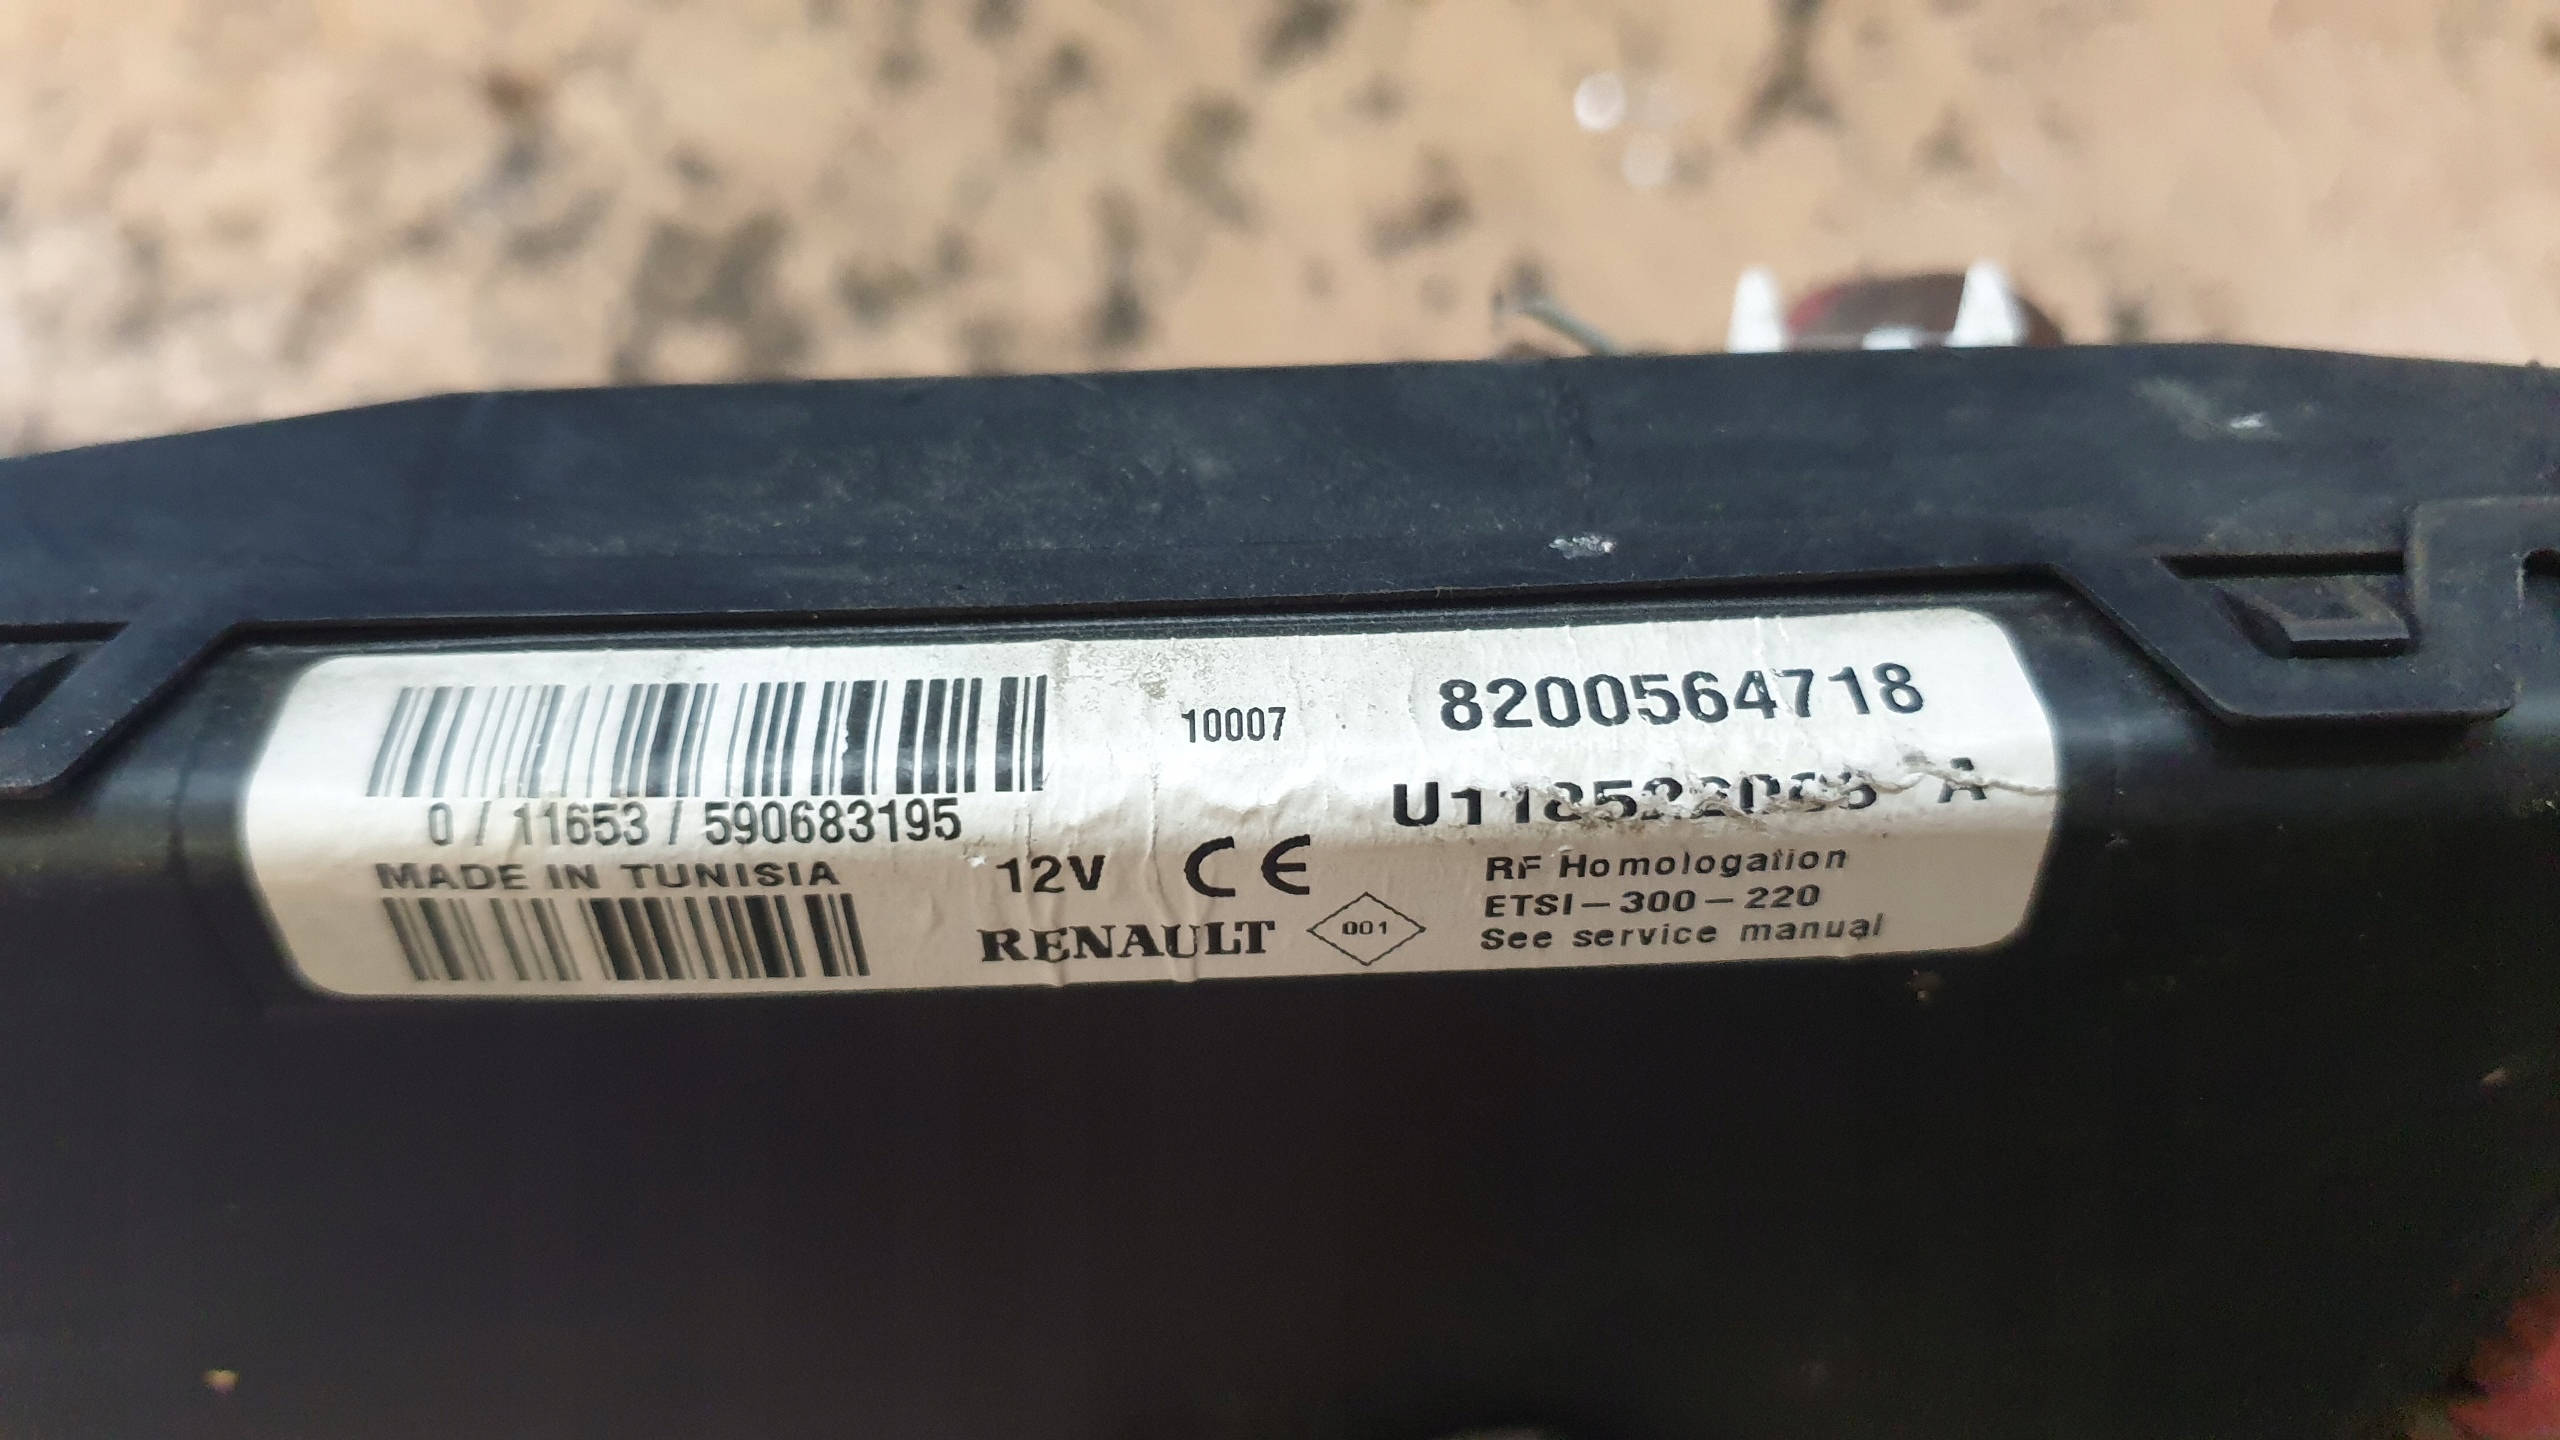 10007
8200564718
0 / 11653 / 590683195
MADE IN TUNISIA
12V CE
RENAULT 001
RF Homologation
ETSI-300-220
See service manual